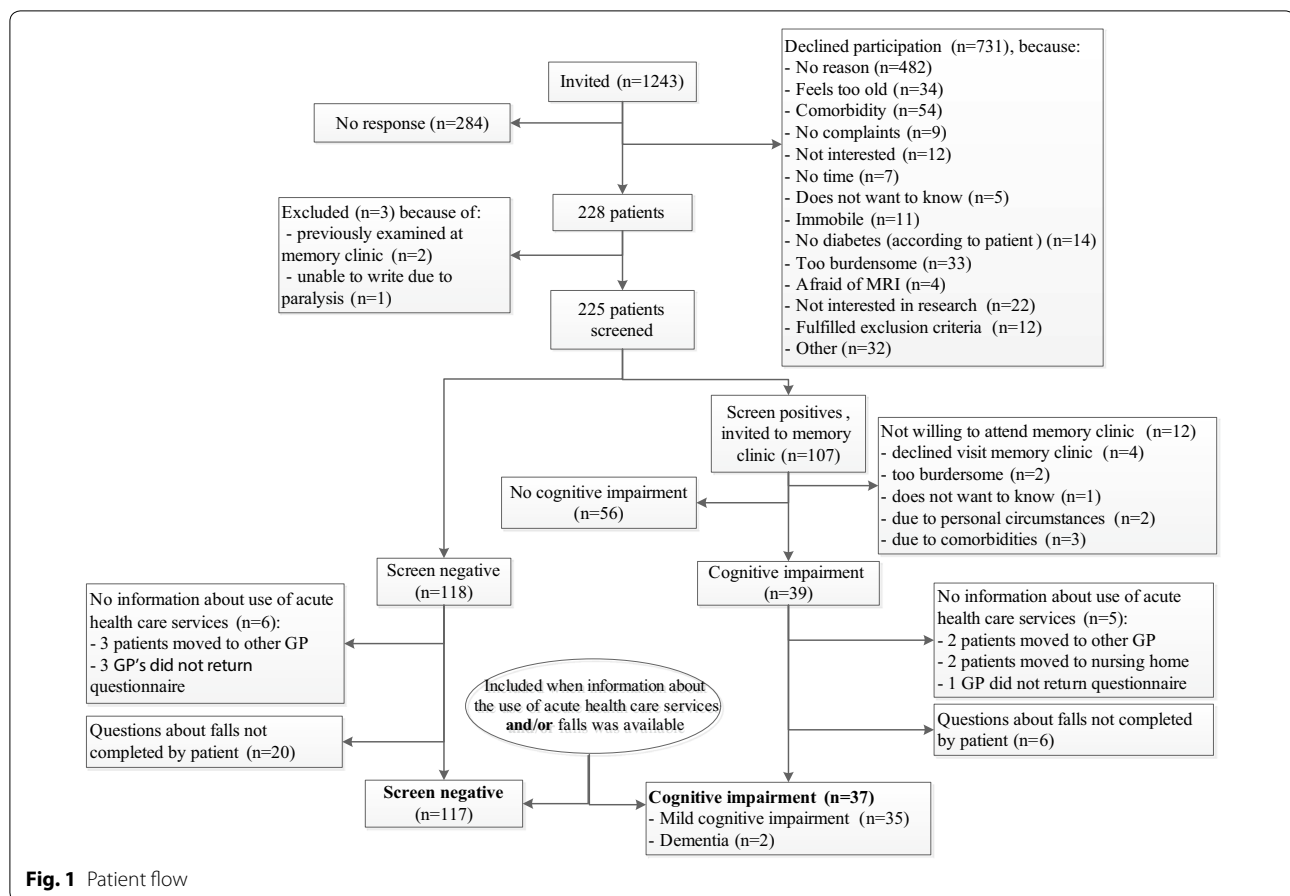 Invited (n=1243)
Declined participation (n=731), because:
- No reason (n=482)
- Feels too old (n=34)
- Comorbidity (n=54)
- No complaints (n=9)
- Not interested (n=12)
- No time (n=7)
- Does not want to know (n=5)
- Immobile (n=11)
- No diabetes (according to patient) (n=14)
- Too burdensome (n=33)
- Afraid of MRI (n=4)
- Not interested in research (n=22)
- Fulfilled exclusion criteria (n=12)
- Other (n=32)
No response (n=284)
228 patients
Excluded (n=3) because of:
- previously examined at
memory clinic (n=2)
- unable to write due to
paralysis (n=1)
225 patients
screened
Screen positives,
invited to memory
clinic (n=107)
Not willing to attend memory clinic (n=12)
- declined visit memory clinic (n=4)
- too burdersome (n=2)
- does not want to know (n=1)
- due to personal circumstances (n=2)
- due to comorbidities (n=3)
No cognitive impairment
(n=56)
Screen negative
(n=118)
Cognitive impairment
(n=39)
No information about use of acute
health care services (n=6):
- 3 patients moved to other GP
- 3 GP's did not return
questionnaire
No information about use of acute
health care services (n=5):
- 2 patients moved to other GP
- 2 patients moved to nursing home
- 1 GP did not return questionnaire
Included when information about
the use of acute health care services
and/or falls was available
Questions about falls not
completed by patient (n=20)
Questions about falls not completed
by patient (n=6)
Screen negative
(n=117)
Cognitive impairment (n=37)
- Mild cognitive impairment (n=35)
- Dementia (n=2)
Fig. 1 Patient flow